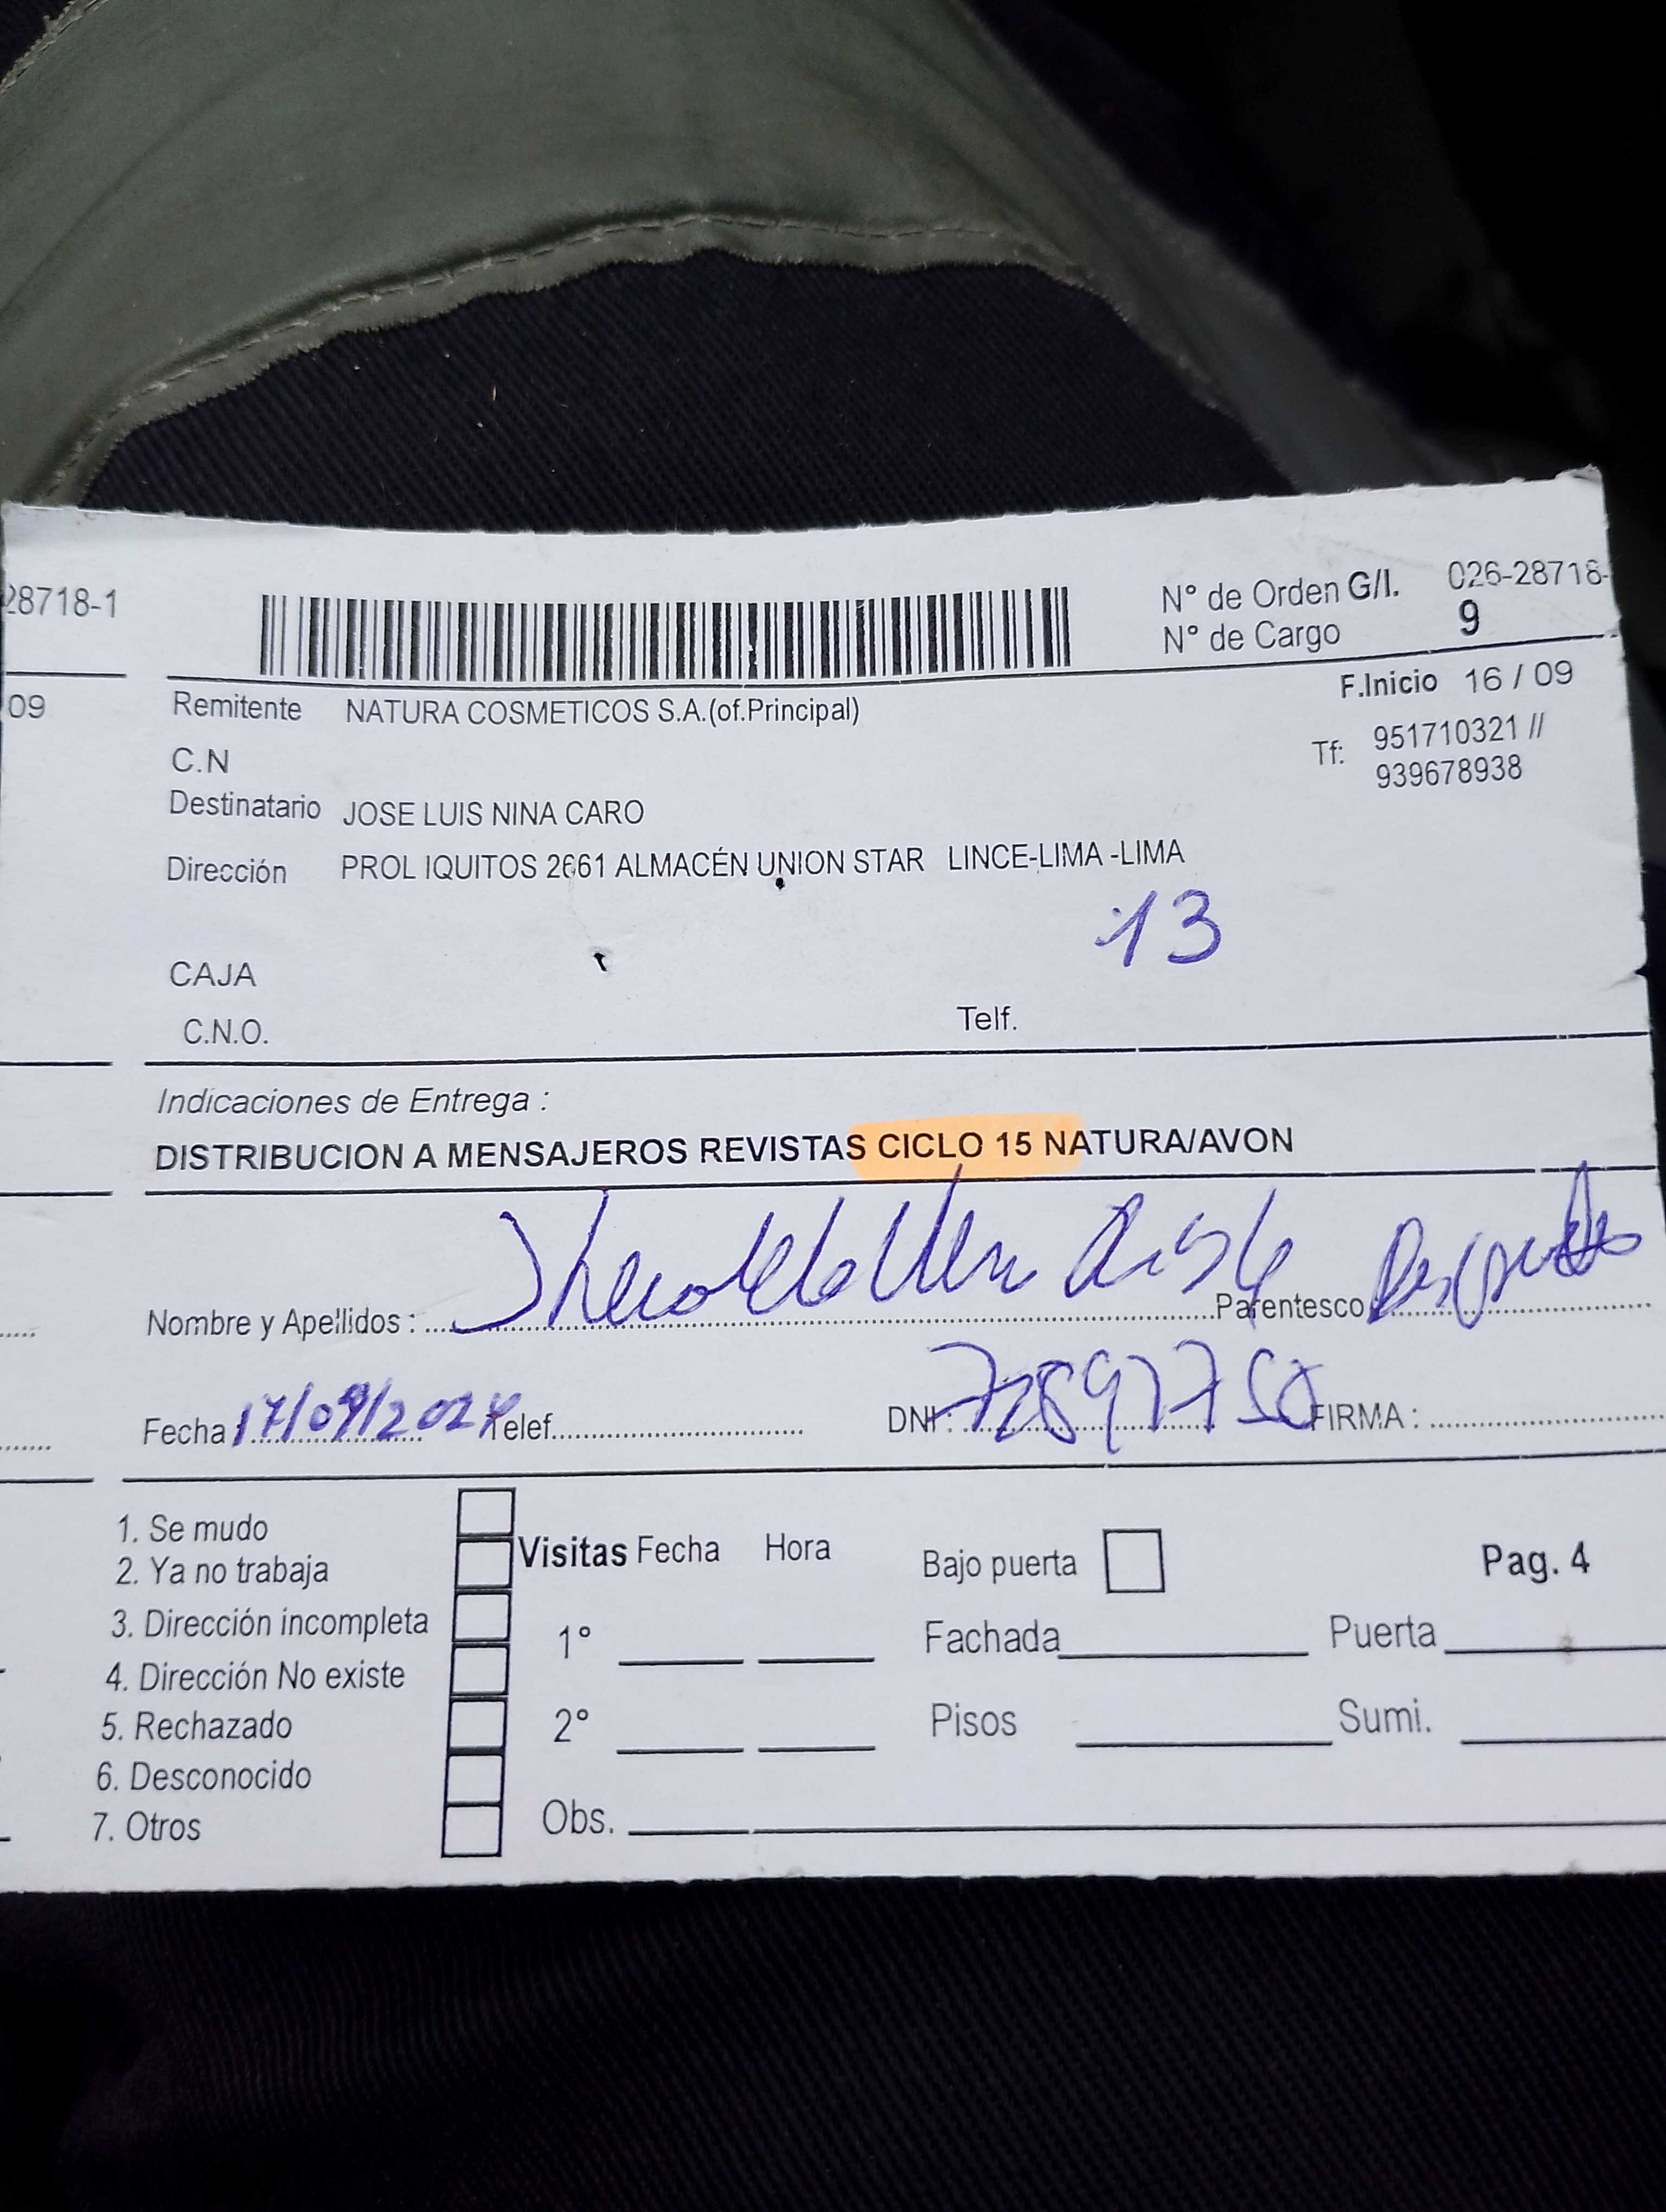 28718-1
N° de Orden G/I. 026-28718-
N° de Cargo 9
09
F.Inicio 16 / 09
Remitente NATURA COSMETICOS S.A.(of.Principal)
Tf: 951710321 //
939678938
C.N
Destinatario JOSE LUIS NINA CARO
Dirección PROL IQUITOS 2661 ALMACÉN UNION STAR LINCE-LIMA -LIMA
13
CAJA
C.N.O. Telf.
Indicaciones de Entrega :
DISTRIBUCION A MENSAJEROS REVISTAS CICLO 15 NATURA/AVON
Nombre y Apellidos : Parentesco
Fecha 17/09/2024 Telef. DNI : FIRMA :
1. Se mudo
2. Ya no trabaja
3. Dirección incompleta
4. Dirección No existe
5. Rechazado
6. Desconocido
7. Otros
Visitas Fecha Hora
1°
2°
Obs.
Bajo puerta
Pag. 4
Fachada Puerta
Pisos Sumi.